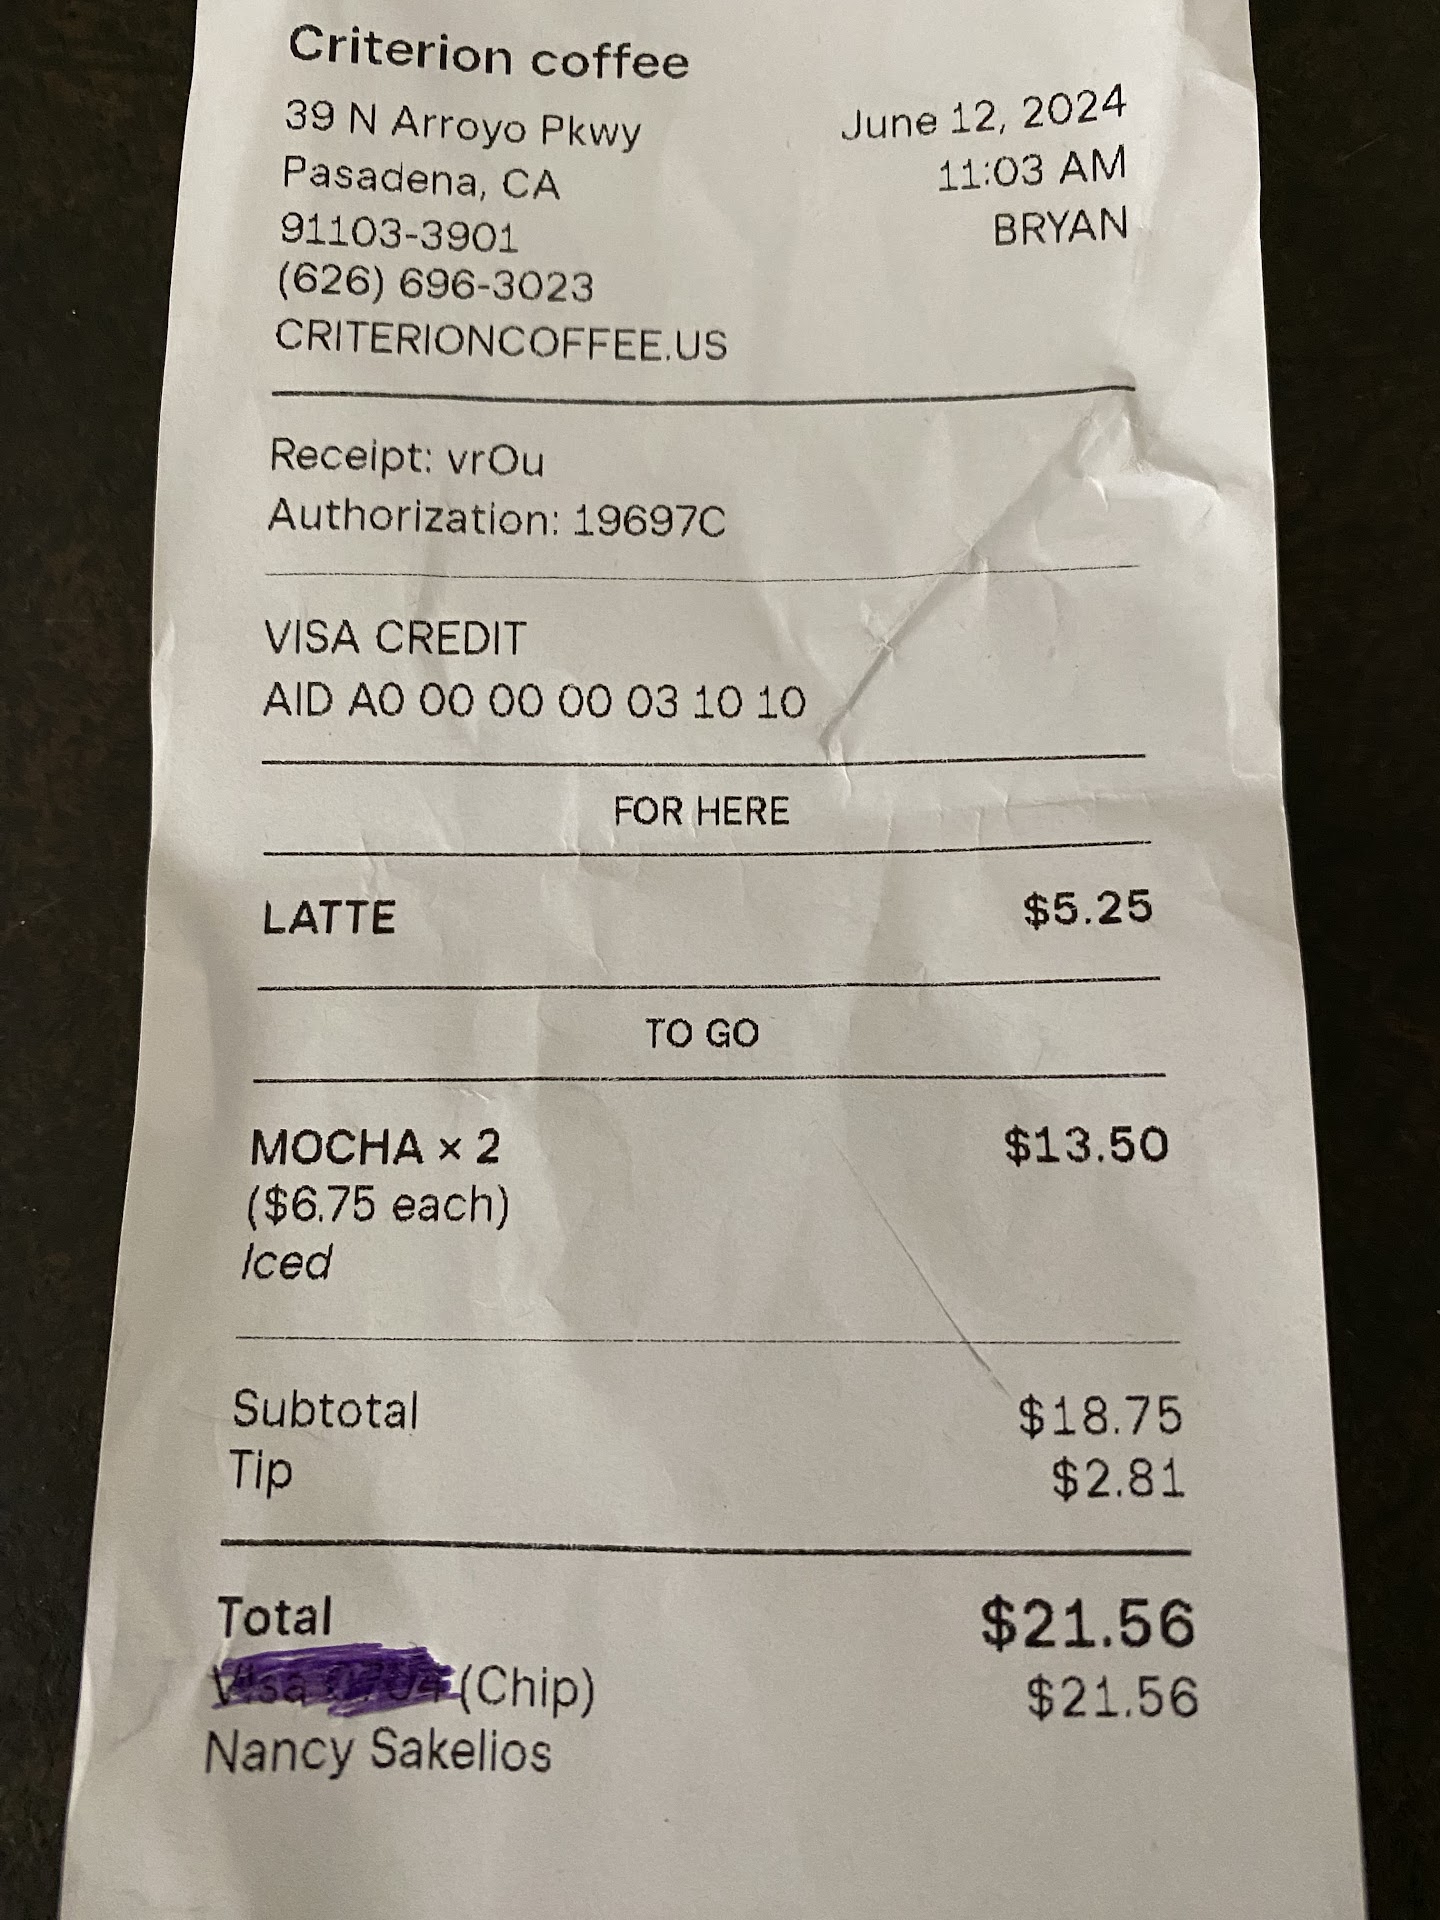 Criterion coffee
39 N Arroyo Pkwy
Pasadena, CA
91103-3901
(626) 696-3023
CRITERIONCOFFEE.US
June 12, 2024
11:03 AM
BRYAN
Receipt: vrOu
Authorization: 19697C
VISA CREDIT
AID A0 00 00 00 03 10 10
FOR HERE
LATTE $5.25
TO GO
MOCHA × 2 $13.50
($6.75 each)
Iced
Subtotal $18.75
Tip $2.81
Total $21.56
Visa (Chip) $21.56
Nancy Sakelios